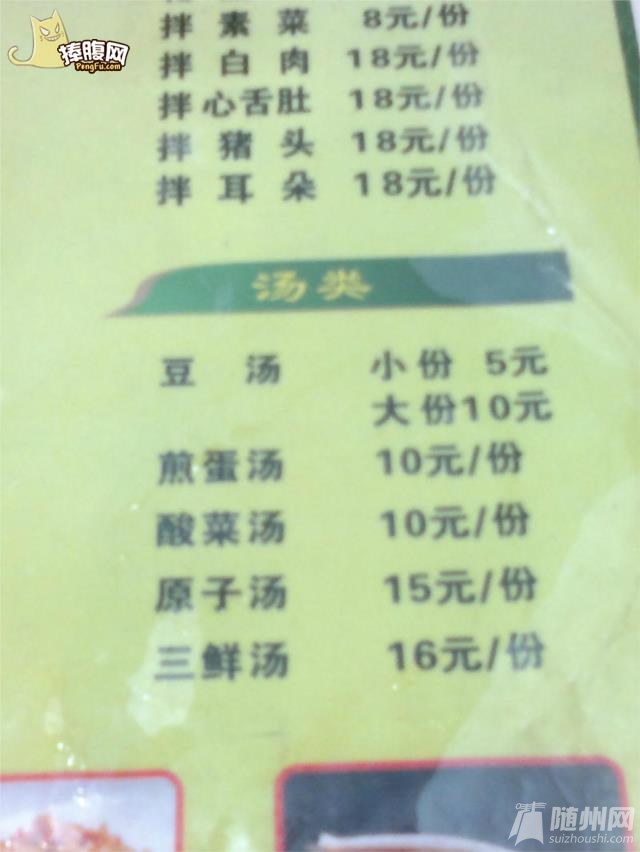 捧腹网
PengFu.com
拌素菜 8元/份
拌白肉 18元/份
拌心舌肚 18元/份
拌猪头 18元/份
拌耳朵 18元/份
汤类
豆汤 小份 5元
大份10元
煎蛋汤 10元/份
酸菜汤 10元/份
原子汤 15元/份
三鲜汤 16元/份
随州网
suizhoushi.com